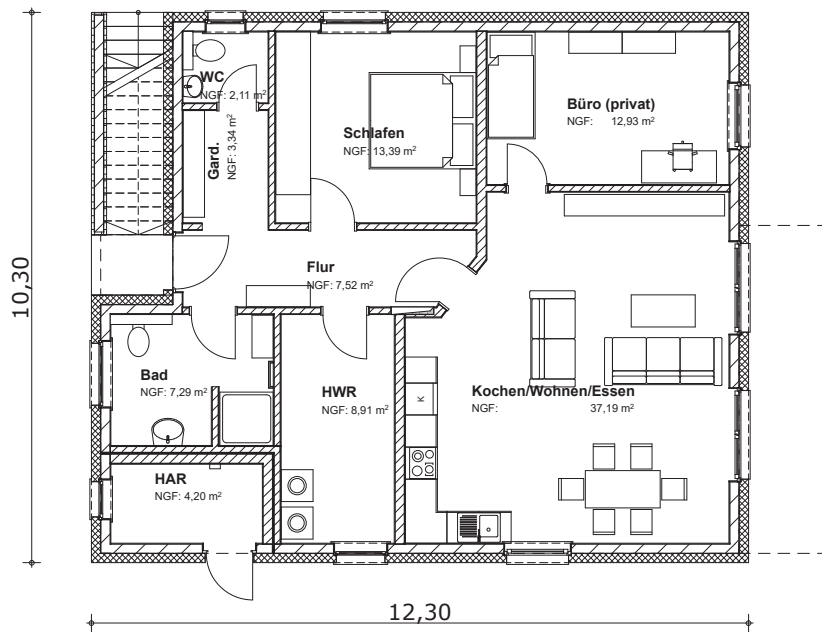 WC
NGF: 2,11 m²
Gard.
NGF: 3,34 m²
Schlafen
NGF: 13,39 m²
Büro (privat)
NGF: 12,93 m²
10,30
Flur
NGF: 7,52 m²
Bad
NGF: 7,29 m²
HWR
NGF: 8,91 m²
K
Kochen/Wohnen/Essen
NGF: 37,19 m²
HAR
NGF: 4,20 m²
12,30